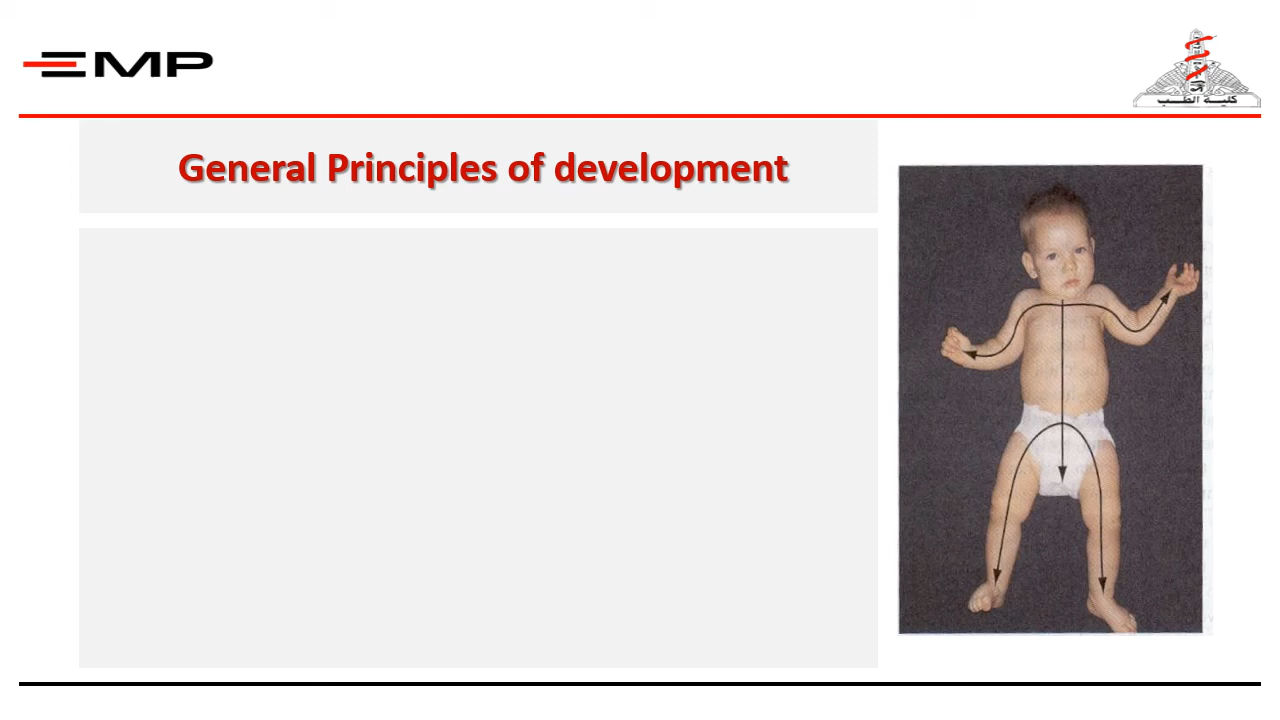 EMP
كلية الطب
General Principles of development